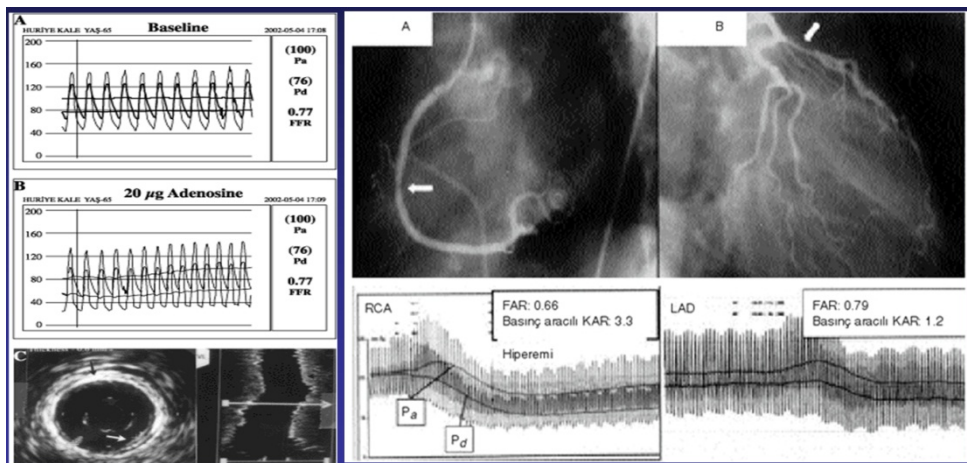 A
Baseline
HURİYE KALE YAŞ-65
2002-05-04 17:08
200
160
120
80
40
0
(100)
Pa
(76)
Pd
0.77
FFR
B
20 µg Adenosine
HURİYE KALE YAŞ-65
2002-05-04 17:09
200
160
120
80
40
0
(100)
Pa
(76)
Pd
0.77
FFR
C
A
B
RCA
FAR: 0.66
Basınç aracılı KAR: 3.3
Hiperemi
Pa
Pd
LAD
FAR: 0.79
Basınç aracılı KAR: 1.2